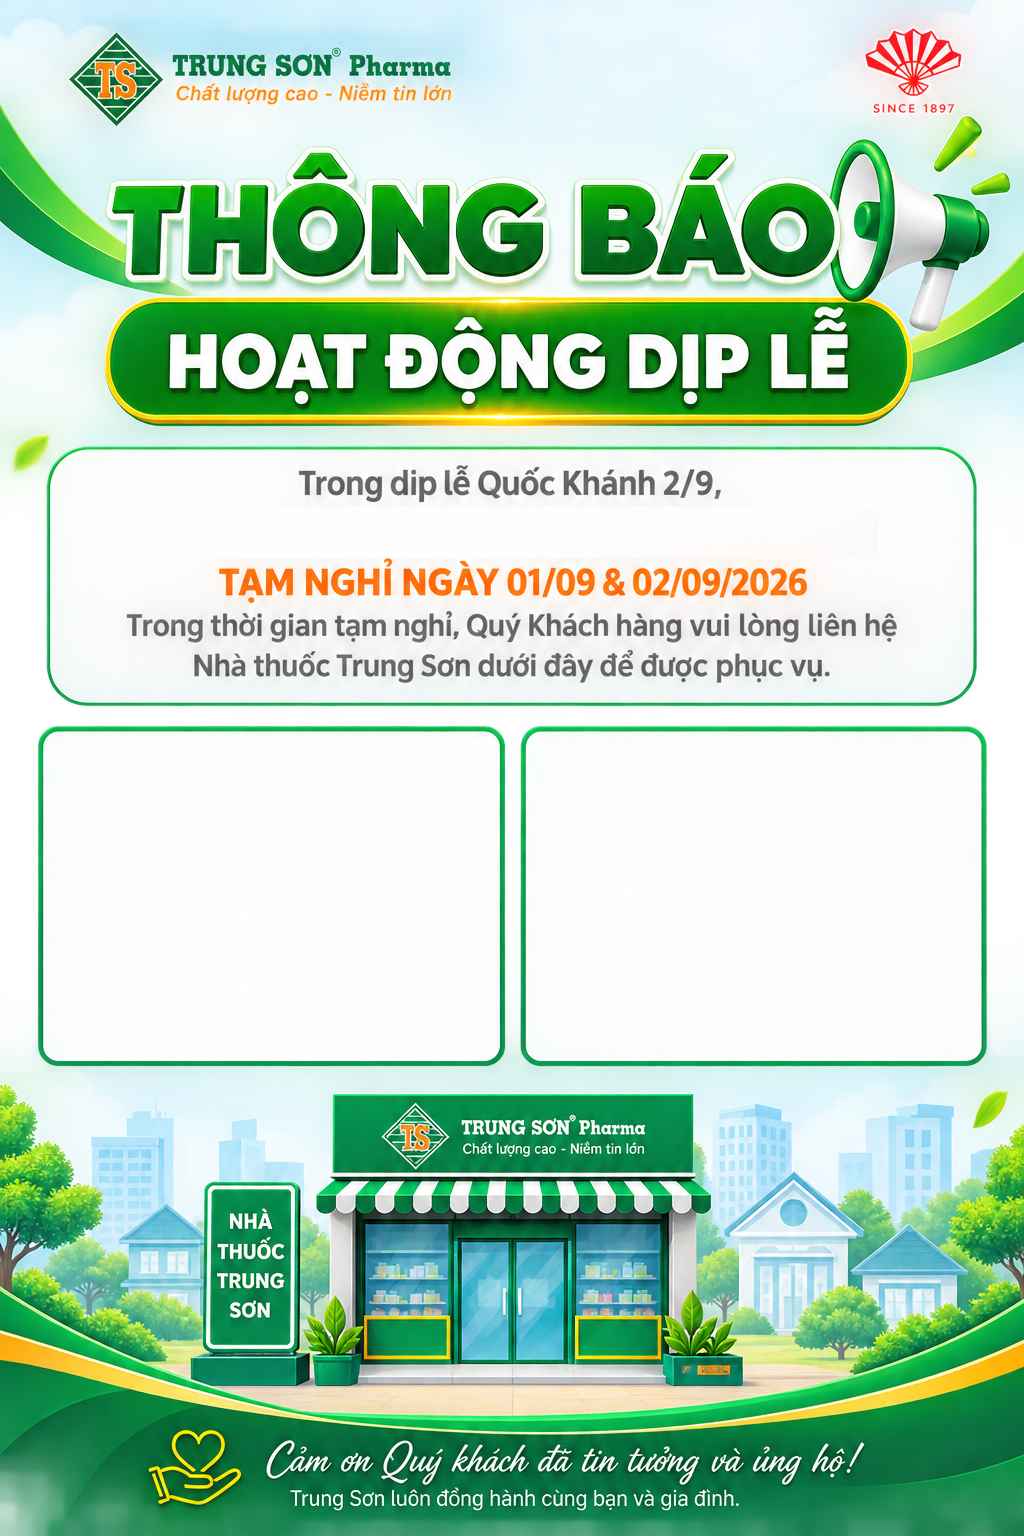 TS
TRUNG SƠN® Pharma
Chất lượng cao - Niềm tin lớn
SINCE 1897
THÔNG BÁO
HOẠT ĐỘNG DỊP LỄ
Trong dip lễ Quốc Khánh 2/9,
TẠM NGHỈ NGÀY 01/09 & 02/09/2026
Trong thời gian tạm nghỉ, Quý Khách hàng vui lòng liên hệ
Nhà thuốc Trung Sơn dưới đây để được phục vụ.
TS
TRUNG SƠN® Pharma
Chất lượng cao - Niềm tin lớn
NHÀ
THUỐC
TRUNG
SƠN
Cảm ơn Quý khách đã tin tưởng và ủng hộ!
Trung Sơn luôn đồng hành cùng bạn và gia đình.